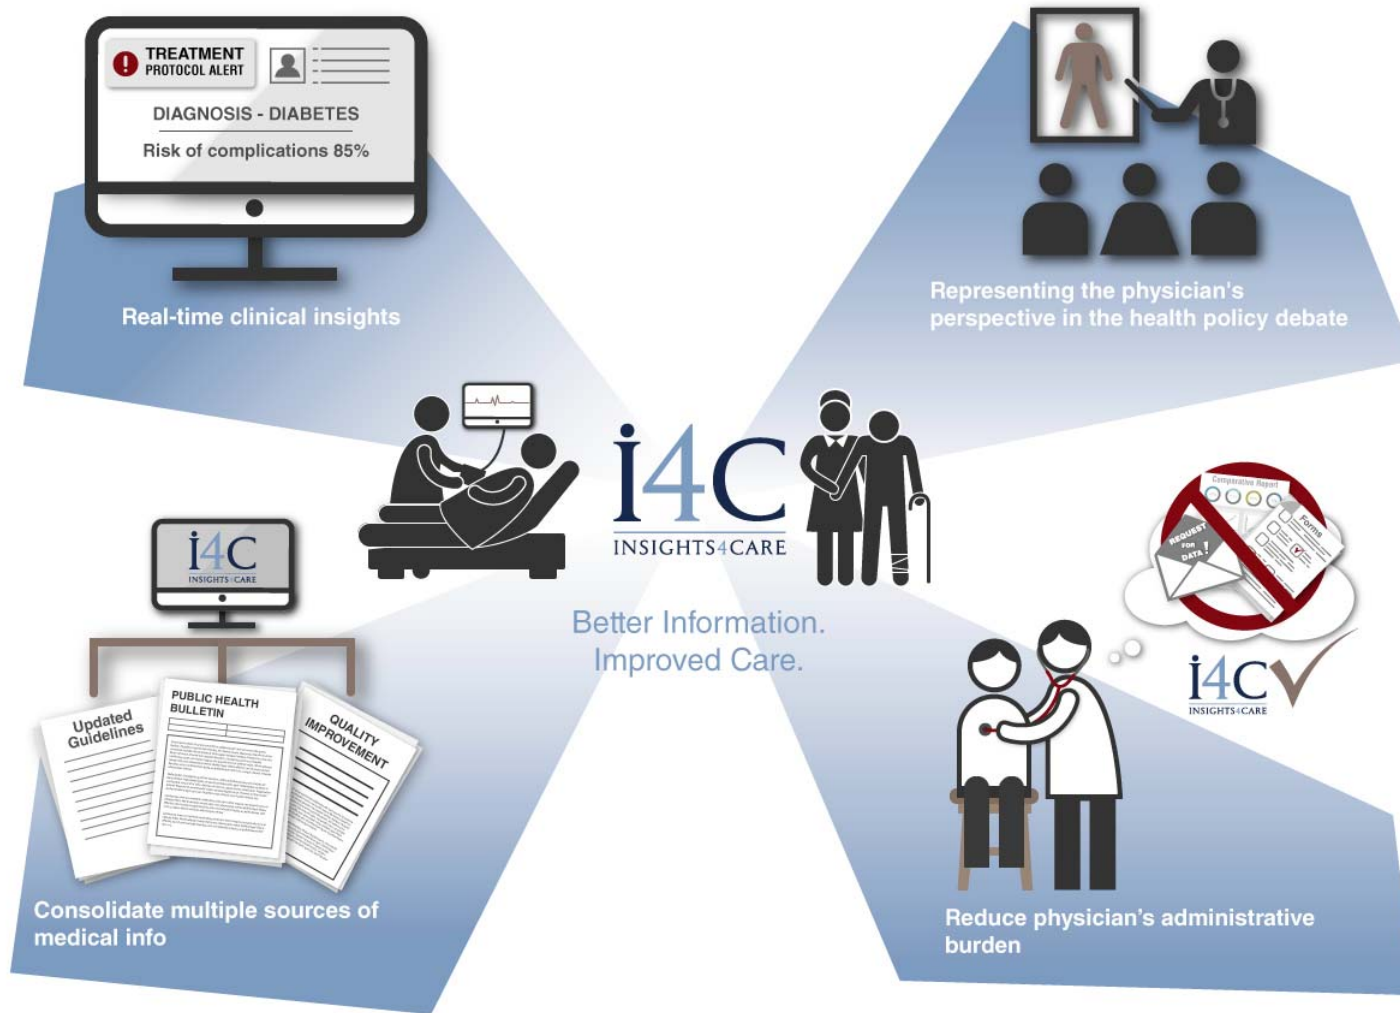 TREATMENT
PROTOCOL ALERT
DIAGNOSIS - DIABETES
Risk of complications 85%
Real-time clinical insights
Representing the physician's
perspective in the health policy debate
i4C
INSIGHTS4CARE
Better Information.
Improved Care.
i4C
INSIGHTS4CARE
Updated
Guidelines
PUBLIC HEALTH
BULLETIN
QUALITY
IMPROVEMENT
Consolidate multiple sources of
medical info
Comparative Report
REQUEST
FOR
DATA!
Forms
i4C
INSIGHTS4CARE
Reduce physician’s administrative
burden